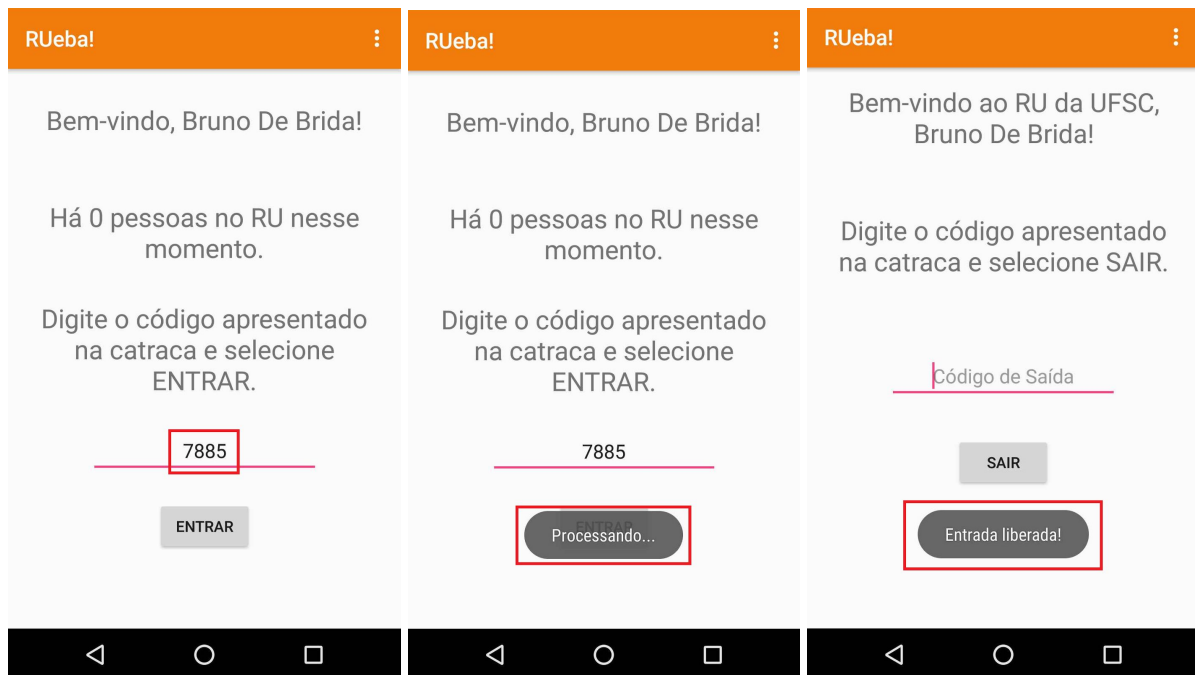 RUeba!
Bem-vindo, Bruno De Brida!
Há 0 pessoas no RU nesse
momento.
Digite o código apresentado
na catraca e selecione
ENTRAR.
7885
ENTRAR
RUeba!
Bem-vindo, Bruno De Brida!
Há 0 pessoas no RU nesse
momento.
Digite o código apresentado
na catraca e selecione
ENTRAR.
7885
ENTRAR
Processando...
RUeba!
Bem-vindo ao RU da UFSC,
Bruno De Brida!
Digite o código apresentado
na catraca e selecione SAIR.
Código de Saída
SAIR
Entrada liberada!